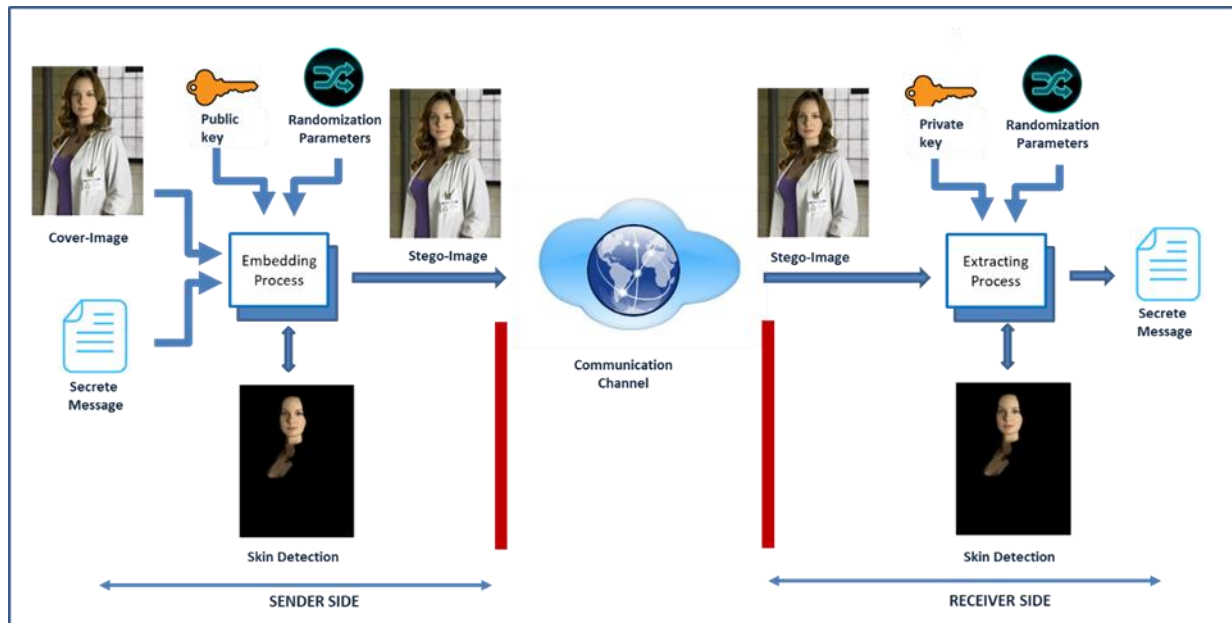 Cover-Image
Public
key
Randomization
Parameters
Stego-Image
Embedding
Process
Secrete
Message
Skin Detection
SENDER SIDE
Communication
Channel
Stego-Image
Private
key
Randomization
Parameters
Extracting
Process
Secrete
Message
Skin Detection
RECEIVER SIDE